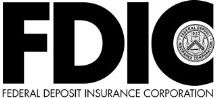 FDIC
FEDERAL DEPOSIT INSURANCE CORPORATION